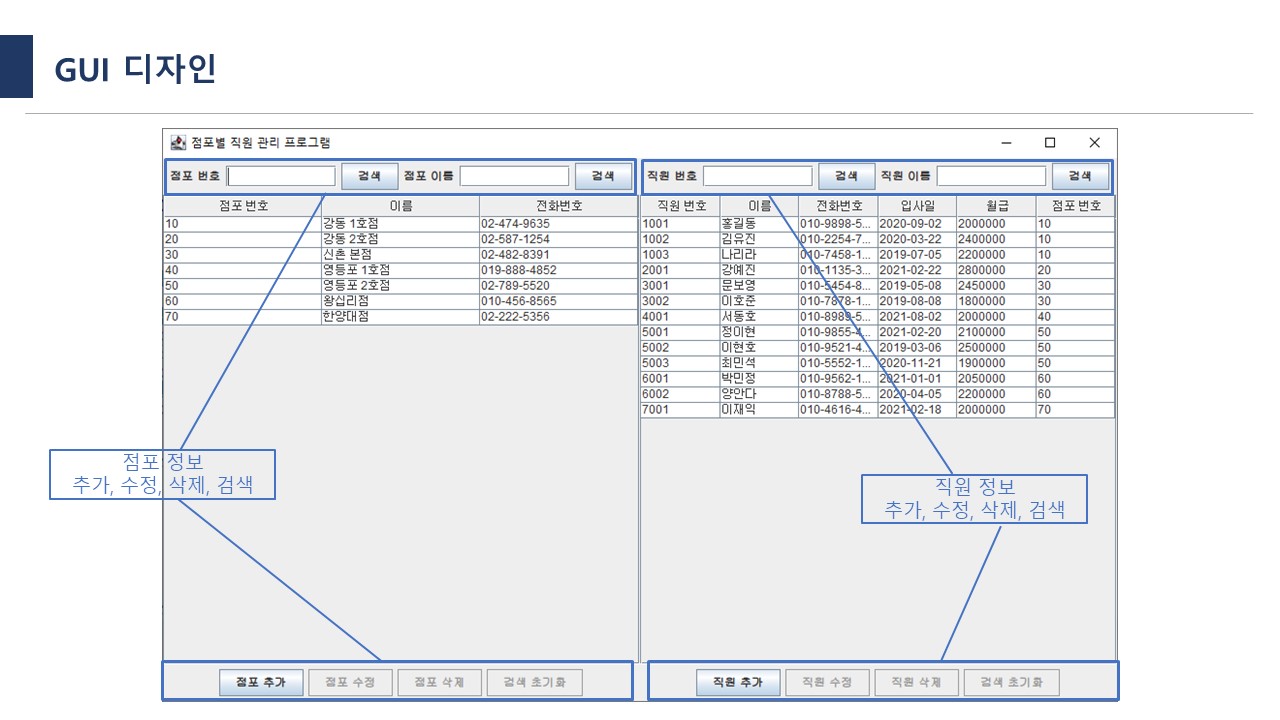 GUI 디자인
점포별 직원 관리 프로그램
점포 번호 검색 점포 이름 검색 직원 번호 검색 직원 이름 검색
점포 번호 이름 전화번호
10 강동 1호점 02-474-9635
20 강동 2호점 02-587-1254
30 신촌 본점 02-482-8391
40 영등포 1호점 019-888-4852
50 영등포 2호점 02-789-5520
60 왕십리점 010-456-8565
70 한양대점 02-222-5356
직원 번호 이름 전화번호 입사일 월급 점포 번호
1001 홍길동 010-9898-5... 2020-09-02 2000000 10
1002 김유진 010-2254-7... 2020-03-22 2400000 10
1003 나리라 010-7458-1... 2019-07-05 2200000 10
2001 강예진 010-1135-3... 2021-02-22 2800000 20
3001 문보영 010-5454-8... 2019-05-08 2450000 30
3002 이호준 010-7878-1... 2019-08-08 1800000 30
4001 서동호 010-8989-5... 2021-08-02 2000000 40
5001 정이현 010-9855-4... 2021-02-20 2100000 50
5002 이현호 010-9521-4... 2019-03-06 2500000 50
5003 최민석 010-5552-1... 2020-11-21 1900000 50
6001 박민정 010-9562-1... 2021-01-01 2050000 60
6002 양안다 010-8788-5... 2020-04-05 2200000 60
7001 이재익 010-4616-4... 2021-02-18 2000000 70
점포 정보
추가, 수정, 삭제, 검색
직원 정보
추가, 수정, 삭제, 검색
점포 추가 점포 수정 점포 삭제 검색 초기화 직원 추가 직원 수정 직원 삭제 검색 초기화